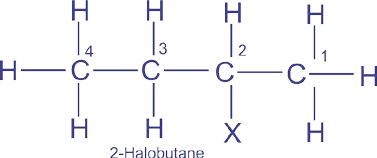 H H H H
4 3 2 1
H C C C C H
H H X H
2-Halobutane